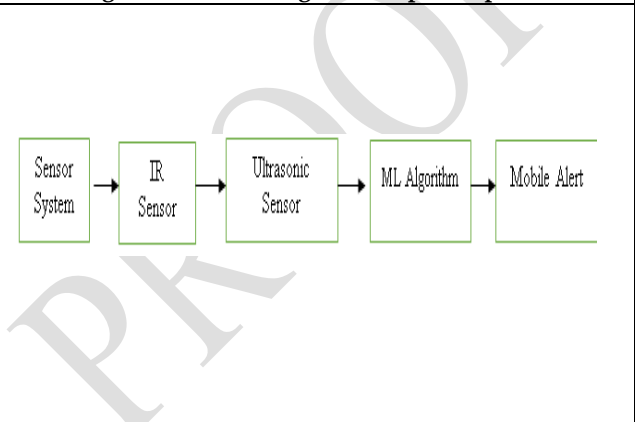 Sensor
System
IR
Sensor
Ultrasonic
Sensor
ML Algorithm
Mobile Alert
PROOF